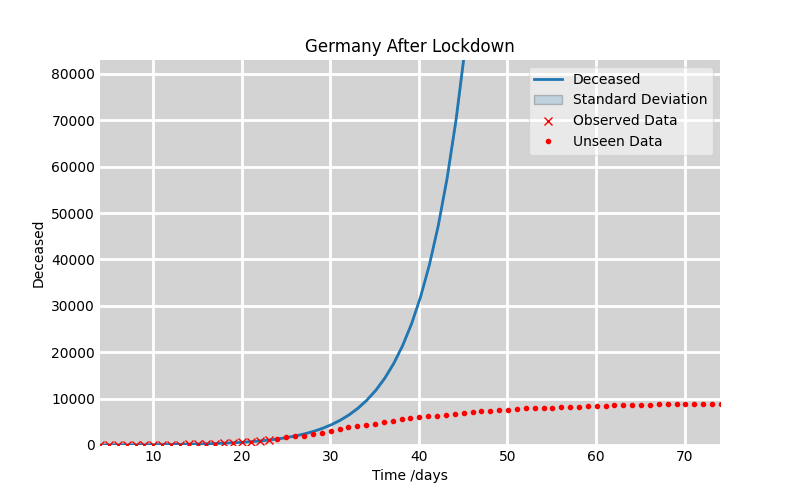 Germany After Lockdown
Deceased
Standard Deviation
Observed Data
Unseen Data
Deceased
80000
70000
60000
50000
40000
30000
20000
10000
0
10 20 30 40 50 60 70
Time /days